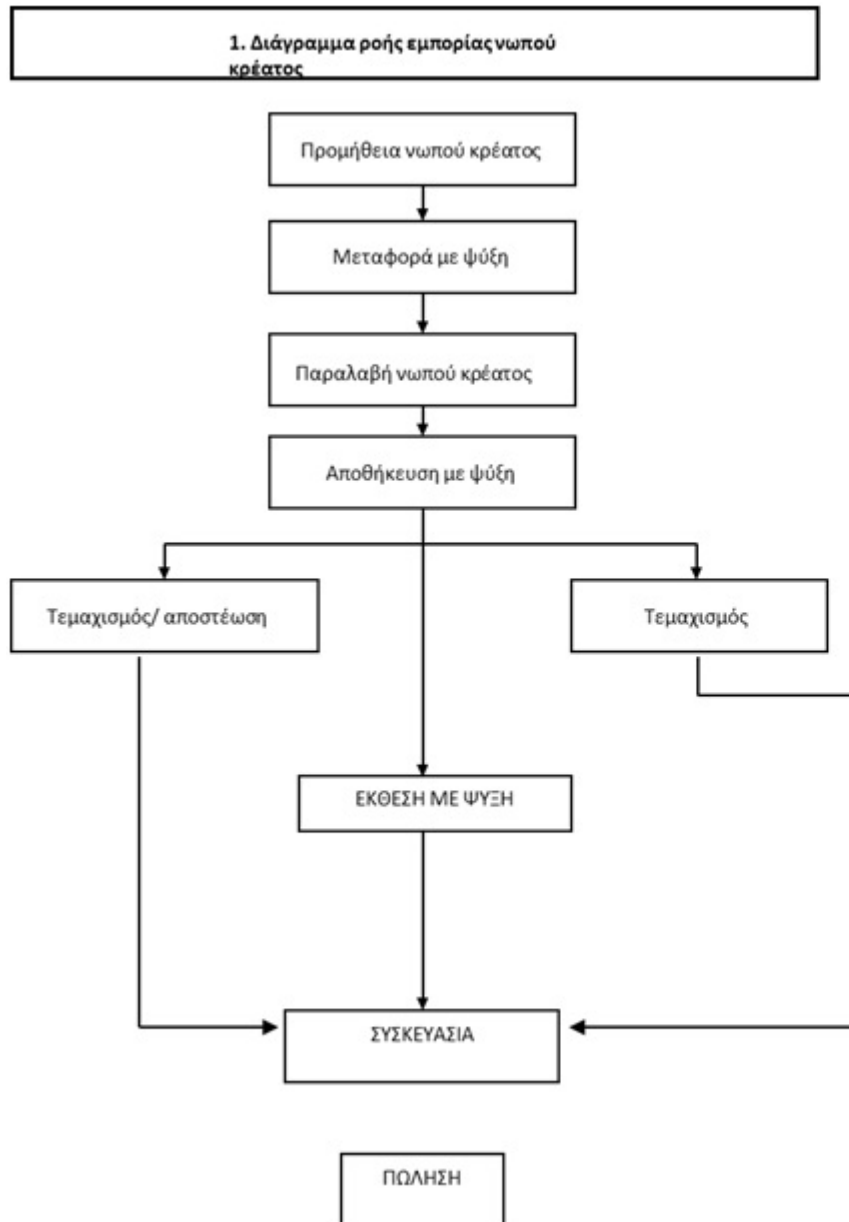 1. Διάγραμμα ροής εμπορίας νωπού
κρέατος
Προμήθεια νωπού κρέατος
Μεταφορά με ψύξη
Παραλαβή νωπού κρέατος
Αποθήκευση με ψύξη
Τεμαχισμός/ αποστέωση
Τεμαχισμός
ΕΚΘΕΣΗ ΜΕ ΨΥΞΗ
ΣΥΣΚΕΥΑΣΙΑ
ΠΩΛΗΣΗ